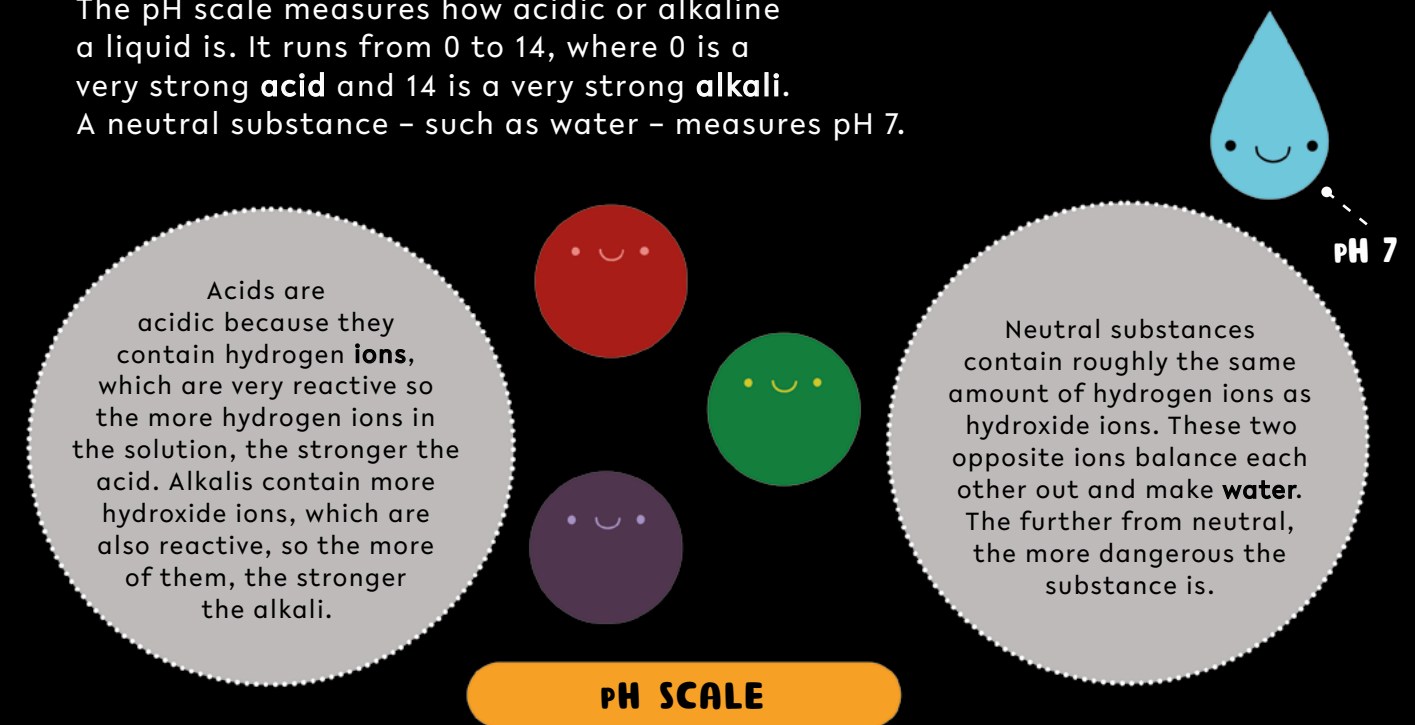 The pH scale measures how acidic or alkaline
a liquid is. It runs from 0 to 14, where 0 is a
very strong acid and 14 is a very strong alkali.
A neutral substance – such as water – measures pH 7.
pH 7
Acids are
acidic because they
contain hydrogen ions,
which are very reactive so
the more hydrogen ions in
the solution, the stronger the
acid. Alkalis contain more
hydroxide ions, which are
also reactive, so the more
of them, the stronger
the alkali.
Neutral substances
contain roughly the same
amount of hydrogen ions as
hydroxide ions. These two
opposite ions balance each
other out and make water.
The further from neutral,
the more dangerous the
substance is.
pH SCALE